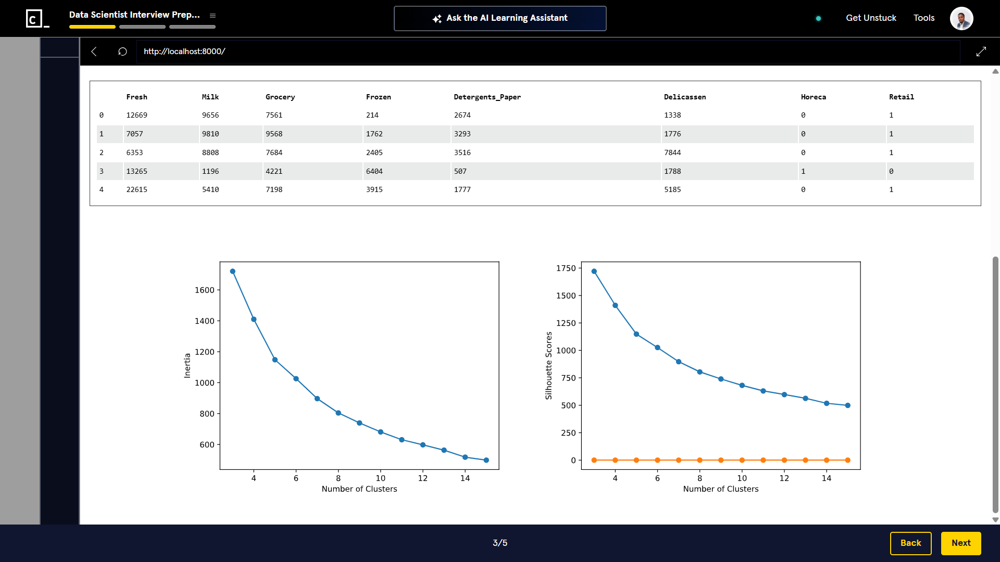 Data Scientist Interview Prep...
Ask the AI Learning Assistant
Get Unstuck
Tools
http://localhost:8000/
Fresh Milk Grocery Frozen Detergents_Paper Delicassen Horeca Retail
0 12669 9656 7561 214 2674 1338 0 1
1 7057 9810 9568 1762 3293 1776 0 1
2 6353 8808 7684 2405 3516 7844 0 1
3 13265 1196 4221 6404 507 1788 1 0
4 22615 5410 7198 3915 1777 5185 0 1
Inertia
1600
1400
1200
1000
800
600
4 6 8 10 12 14
Number of Clusters
Silhouette Scores
1750
1500
1250
1000
750
500
250
0
4 6 8 10 12 14
Number of Clusters
3/5
Back
Next